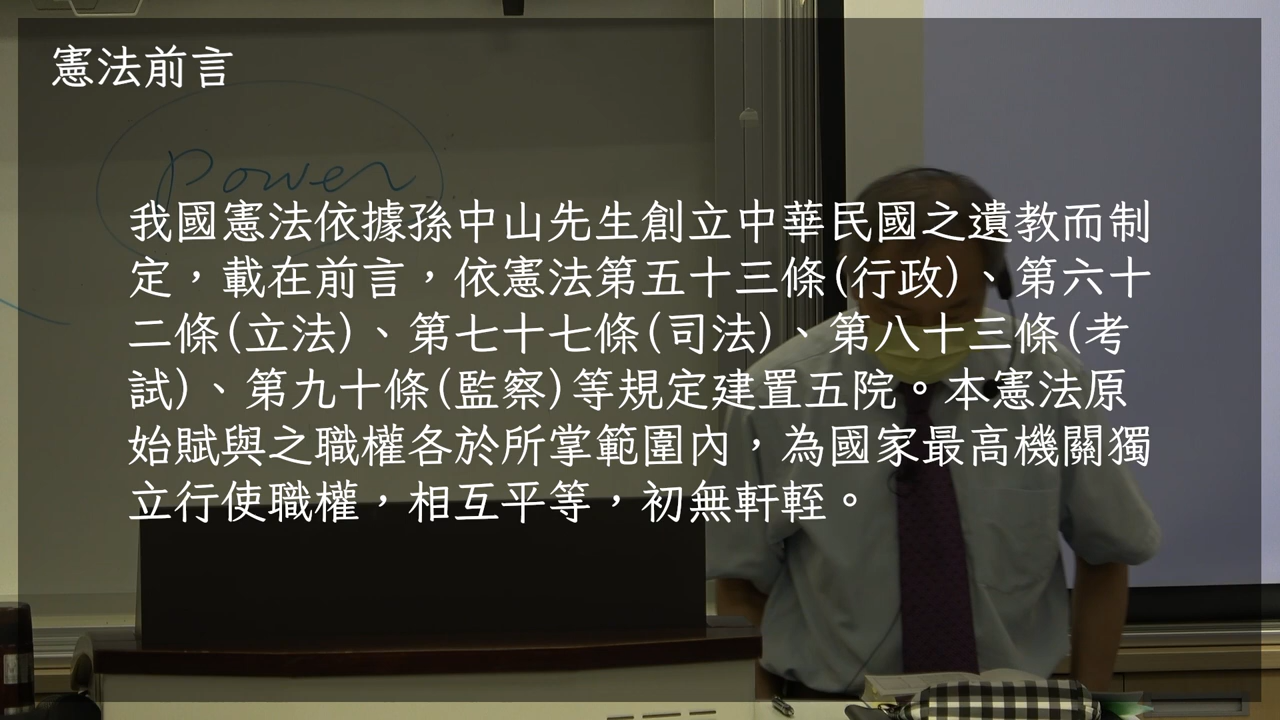 憲法前言
Power
我國憲法依據孫中山先生創立中華民國之遺教而制
定，載在前言，依憲法第五十三條(行政)、第六十
二條(立法)、第七十七條(司法)、第八十三條(考
試)、第九十條(監察)等規定建置五院。本憲法原
始賦與之職權各於所掌範圍內，為國家最高機關獨
立行使職權，相互平等，初無軒輊。